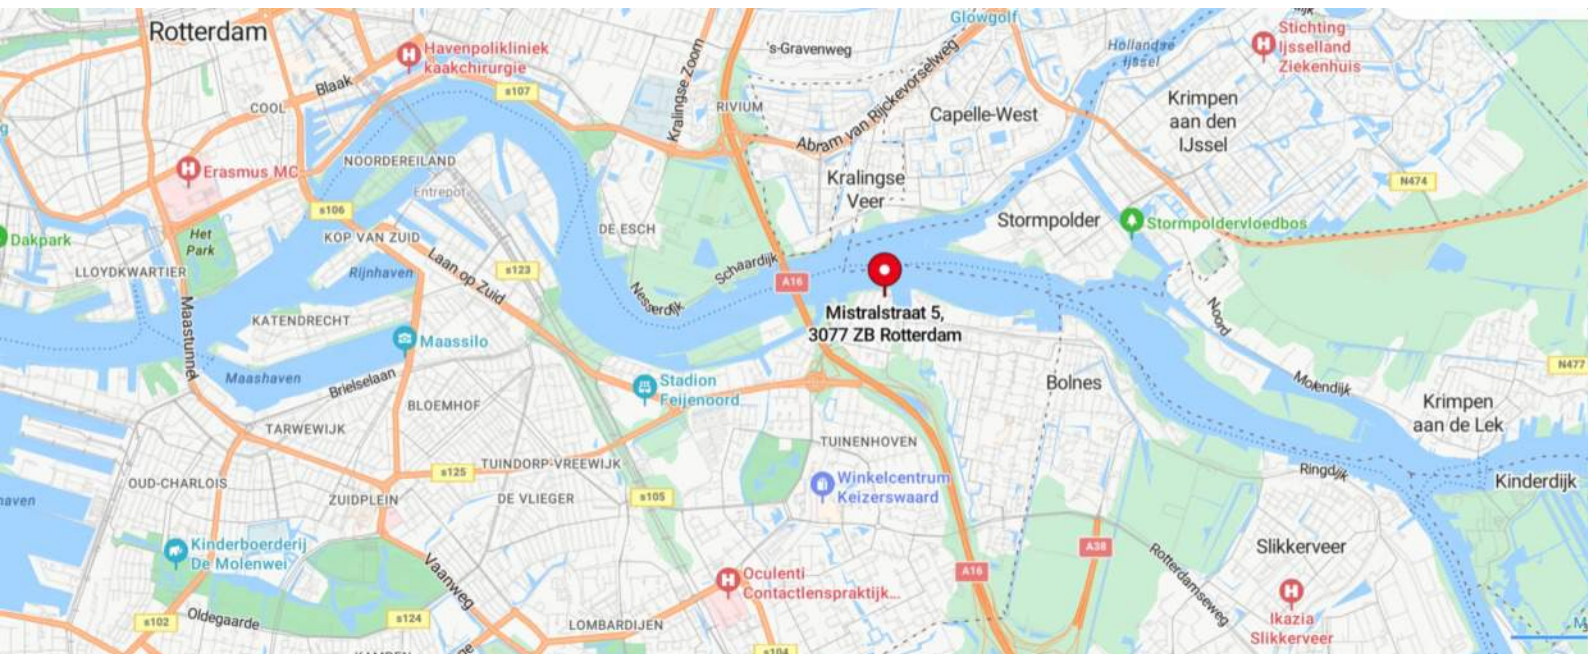 Rotterdam
Havenpolikliniek
kaakchirurgie
Blaak
COOL
s107
Kralingse Zoom
's-Gravenweg
Glowgolf
RIVIUM
Abram van Rijckevorselweg
Capelle-West
Hollandse
Ijssel
Stichting
Ijsselland
Ziekenhuis
Krimpen
aan den
IJssel
NOORDEREILAND
Entrepot
Erasmus MC
s106
Kralingse
Veer
N474
Dakpark
Het
Park
KOP VAN ZUID
DE ESCH
Stormpolder
Stormpoldervloedbos
LLOYDKWARTIER
Rijnhaven
Laan op Zuid
s123
Schaardijk
A16
Nesserdijk
Maastunnel
KATENDRECHT
Maassilo
Mistralstraat 5,
3077 ZB Rotterdam
Noord
N477
Maashaven
Brielselaan
Stadion
Feijenoord
Bolnes
Molendijk
Krimpen
aan de Lek
BLOEMHOF
TARWEWIJK
TUINENHOVEN
OUD-CHARLOIS
s125
TUINDORP-VREEWIJK
ZUIDPLEIN
DE VLIEGER
s105
Winkelcentrum
Keizerswaard
Ringdijk
Kinderdijk
haven
Kinderboerderij
De Molenwei
Vaanweg
A38
A16
Rotterdamseweg
Slikkerveer
Oculenti
Contactlenspraktijk...
Ikazia
Slikkerveer
s102
Oldegaarde
s124
LOMBARDIJEN
s104